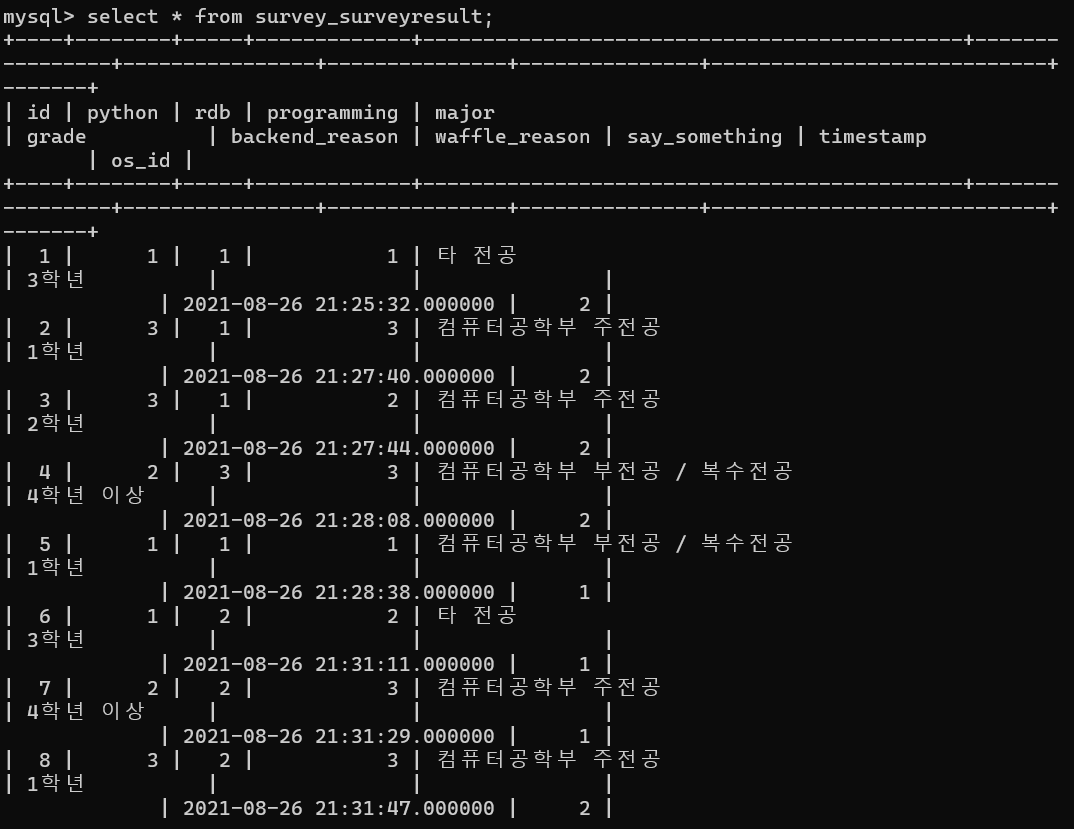 mysql> select * from survey_surveyresult;
+----+--------+-----+-------------+---------------------------------------------+-------
---------+----------------+---------------+---------------+----------------------------+
-------+
| id | python | rdb | programming | major
| grade          | backend_reason | waffle_reason | say_something | timestamp
       | os_id |
+----+--------+-----+-------------+---------------------------------------------+-------
---------+----------------+---------------+---------------+----------------------------+
-------+
|  1 |      1 |   1 |           1 | 타 전공
| 3학년          |                |               |
             | 2021-08-26 21:25:32.000000 |     2 |
|  2 |      3 |   1 |           3 | 컴퓨터공학부 주전공
| 1학년          |                |               |
             | 2021-08-26 21:27:40.000000 |     2 |
|  3 |      3 |   1 |           2 | 컴퓨터공학부 주전공
| 2학년          |                |               |
             | 2021-08-26 21:27:44.000000 |     2 |
|  4 |      2 |   3 |           3 | 컴퓨터공학부 부전공 / 복수전공
| 4학년 이상     |                |               |
             | 2021-08-26 21:28:08.000000 |     2 |
|  5 |      1 |   1 |           1 | 컴퓨터공학부 부전공 / 복수전공
| 1학년          |                |               |
             | 2021-08-26 21:28:38.000000 |     1 |
|  6 |      1 |   2 |           2 | 타 전공
| 3학년          |                |               |
             | 2021-08-26 21:31:11.000000 |     1 |
|  7 |      2 |   2 |           3 | 컴퓨터공학부 주전공
| 4학년 이상     |                |               |
             | 2021-08-26 21:31:29.000000 |     1 |
|  8 |      3 |   2 |           3 | 컴퓨터공학부 주전공
| 1학년          |                |               |
             | 2021-08-26 21:31:47.000000 |     2 |